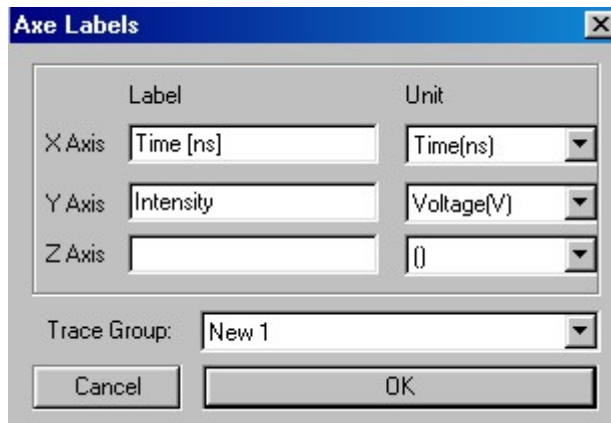 Axe Labels
Label Unit
X Axis Time [ns] Time(ns)
Y Axis Intensity Voltage(V)
Z Axis ()
Trace Group: New 1
Cancel OK